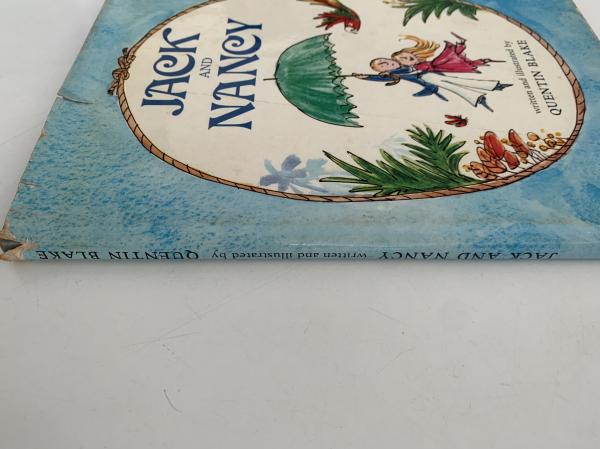 JACK
AND
NANCY
written and illustrated by
QUENTIN BLAKE
JACK AND NANCY written and illustrated by QUENTIN BLAKE